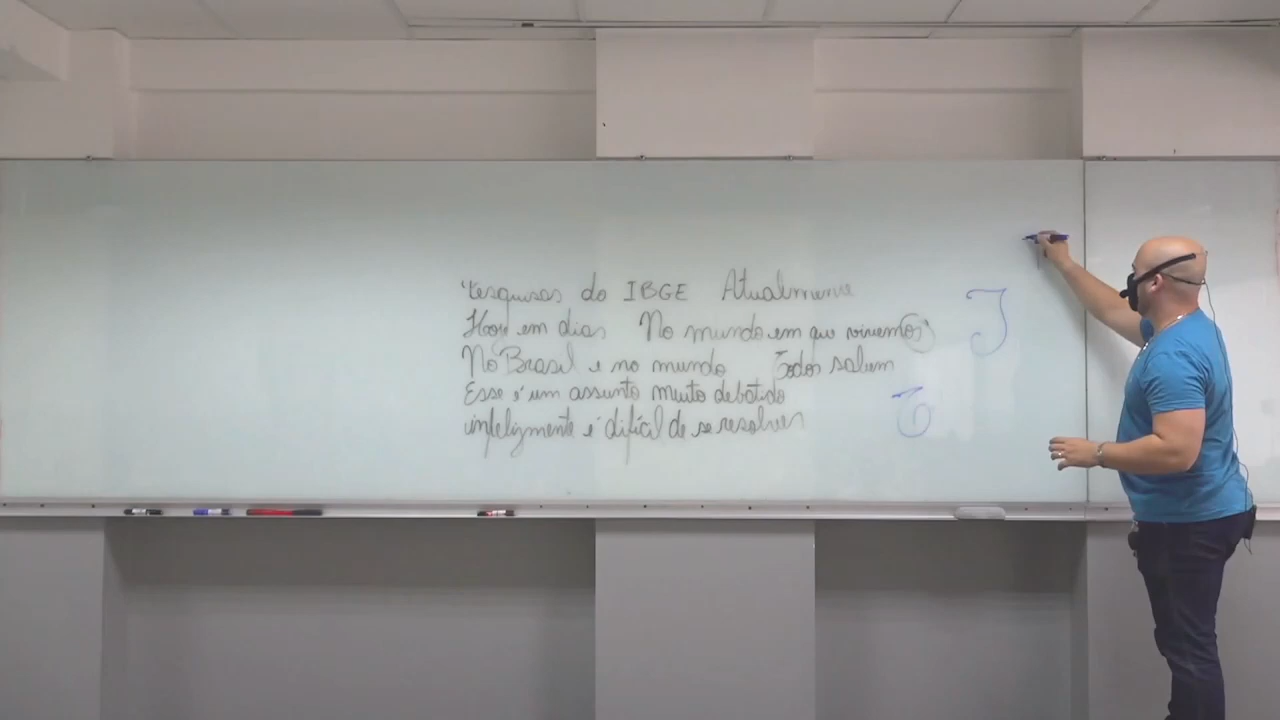 Pesquisas do IBGE Atualmente
Hoje em dias No mundo em que vivemos
No Brasil e no mundo Todos sabem
Esse é um assunto muito debatido
infelizmente é difícil de se resolver
J